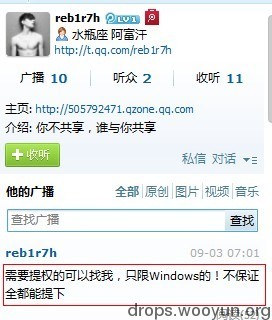 reb1r7h LV1 2
水瓶座 阿富汗
http://t.qq.com/reb1r7h
广播 10 听众 2 收听 11
主页: http://505792471.qzone.qq.com
介绍: 你不共享，谁与你共享
+收听 私信 对话
他的广播 全部 | 原创 | 图片 | 视频 | 音乐
查找广播 查找
reb1r7h 09-03 07:01
需要提权的可以找我，只限Windows的！不保证
全都能提下
drops.wooyun.org